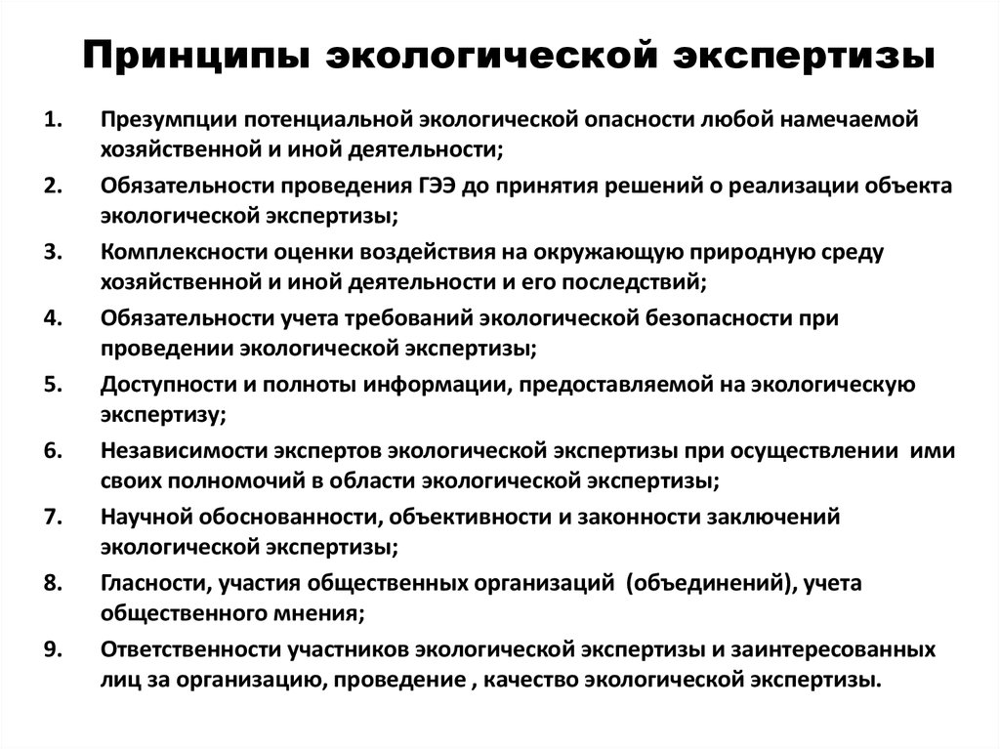 Принципы экологической экспертизы
1. Презумпции потенциальной экологической опасности любой намечаемой
хозяйственной и иной деятельности;
2. Обязательности проведения ГЭЭ до принятия решений о реализации объекта
экологической экспертизы;
3. Комплексности оценки воздействия на окружающую природную среду
хозяйственной и иной деятельности и его последствий;
4. Обязательности учета требований экологической безопасности при
проведении экологической экспертизы;
5. Доступности и полноты информации, предоставляемой на экологическую
экспертизу;
6. Независимости экспертов экологической экспертизы при осуществлении ими
своих полномочий в области экологической экспертизы;
7. Научной обоснованности, объективности и законности заключений
экологической экспертизы;
8. Гласности, участия общественных организаций (объединений), учета
общественного мнения;
9. Ответственности участников экологической экспертизы и заинтересованных
лиц за организацию, проведение , качество экологической экспертизы.